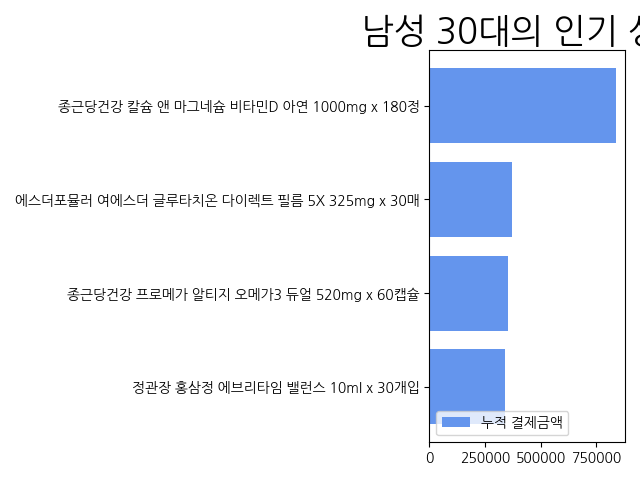 남성 30대의 인기
종근당건강 칼슘 앤 마그네슘 비타민D 아연 1000mg x 180정
에스더포뮬러 여에스더 글루타치온 다이렉트 필름 5X 325mg x 30매
종근당건강 프로메가 알티지 오메가3 듀얼 520mg x 60캡슐
정관장 홍삼정 에브리타임 밸런스 10ml x 30개입
누적 결제금액
0 250000 500000 750000